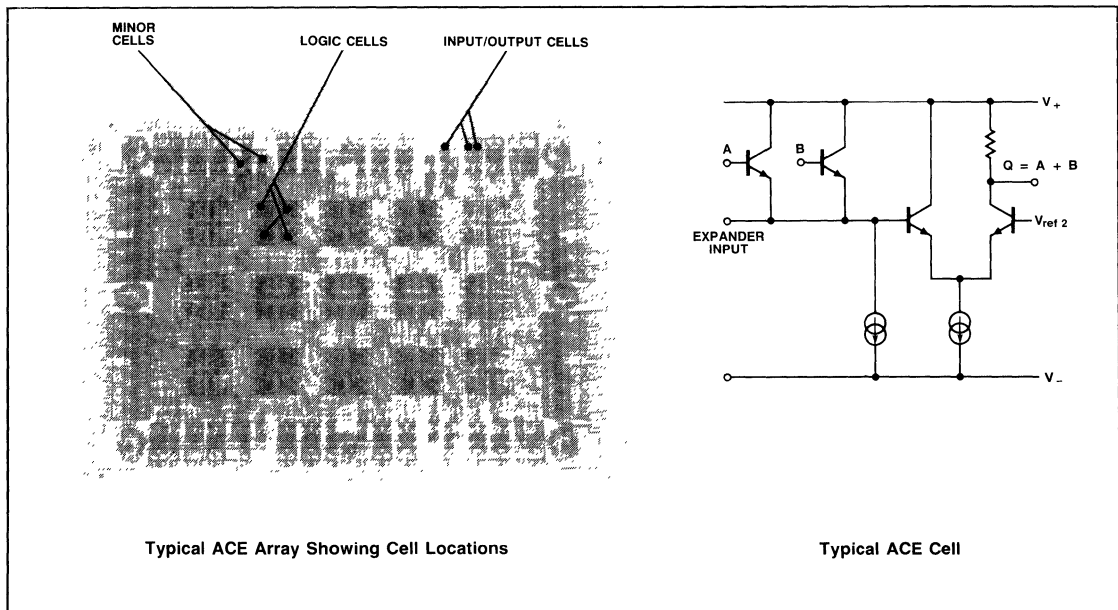 MINOR
CELLS
LOGIC CELLS
INPUT/OUTPUT CELLS
V+
A
B
Q = A + B
EXPANDER
INPUT
Vref 2
V−
Typical ACE Array Showing Cell Locations
Typical ACE Cell